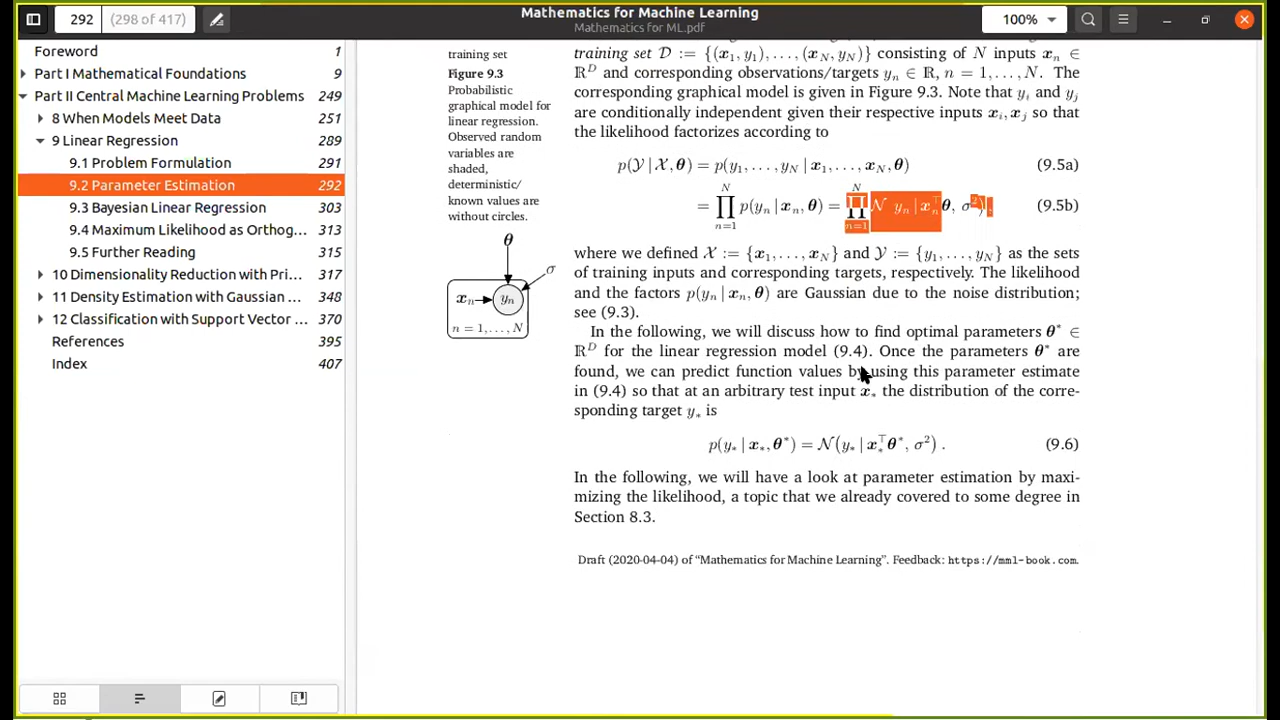 292 (298 of 417)
Mathematics for Machine Learning
Mathematics for ML.pdf
100%
Foreword 1
Part I Mathematical Foundations 9
Part II Central Machine Learning Problems 249
8 When Models Meet Data 251
9 Linear Regression 289
9.1 Problem Formulation 291
9.2 Parameter Estimation 292
9.3 Bayesian Linear Regression 303
9.4 Maximum Likelihood as Orthog... 313
9.5 Further Reading 315
10 Dimensionality Reduction with Pri... 317
11 Density Estimation with Gaussian ... 348
12 Classification with Support Vector ... 370
References 395
Index 407
training set
Figure 9.3
Probabilistic
graphical model for
linear regression.
Observed random
variables are
shaded,
deterministic/
known values are
without circles.
θ
σ
xₙ yₙ
n = 1, . . . , N
training set D := {(x₁, y₁), . . . , (x_N, y_N)} consisting of N inputs xₙ ∈
ℝᴰ and corresponding observations/targets yₙ ∈ ℝ, n = 1, . . . , N. The
corresponding graphical model is given in Figure 9.3. Note that yᵢ and yⱼ
are conditionally independent given their respective inputs xᵢ, xⱼ so that
the likelihood factorizes according to
p(Y | X, θ) = p(y₁, . . . , y_N | x₁, . . . , x_N, θ) (9.5a)
= ∏ₙ₌₁ᴺ p(yₙ | xₙ, θ) = ∏ₙ₌₁ᴺ N(yₙ | xₙ⊤θ, σ²), (9.5b)
where we defined X := {x₁, . . . , x_N} and Y := {y₁, . . . , y_N} as the sets
of training inputs and corresponding targets, respectively. The likelihood
and the factors p(yₙ | xₙ, θ) are Gaussian due to the noise distribution;
see (9.3).
In the following, we will discuss how to find optimal parameters θ* ∈
ℝᴰ for the linear regression model (9.4). Once the parameters θ* are
found, we can predict function values by using this parameter estimate
in (9.4) so that at an arbitrary test input x* the distribution of the corre-
sponding target y* is
p(y* | x*, θ*) = N(y* | x*⊤θ*, σ²) . (9.6)
In the following, we will have a look at parameter estimation by maxi-
mizing the likelihood, a topic that we already covered to some degree in
Section 8.3.
Draft (2020-04-04) of “Mathematics for Machine Learning”. Feedback: https://mml-book.com.